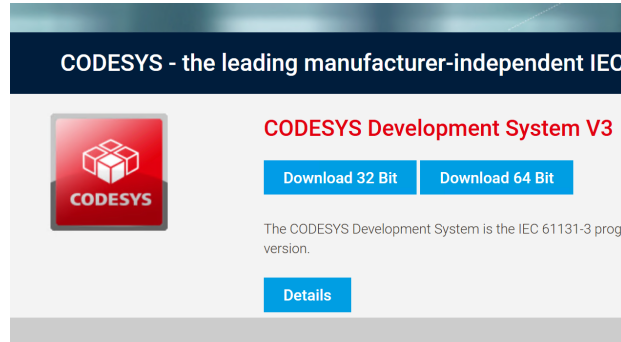 CODESYS - the leading manufacturer-independent IEC
CODESYS Development System V3
CODESYS
Download 32 Bit Download 64 Bit
The CODESYS Development System is the IEC 61131-3 prog
version.
Details